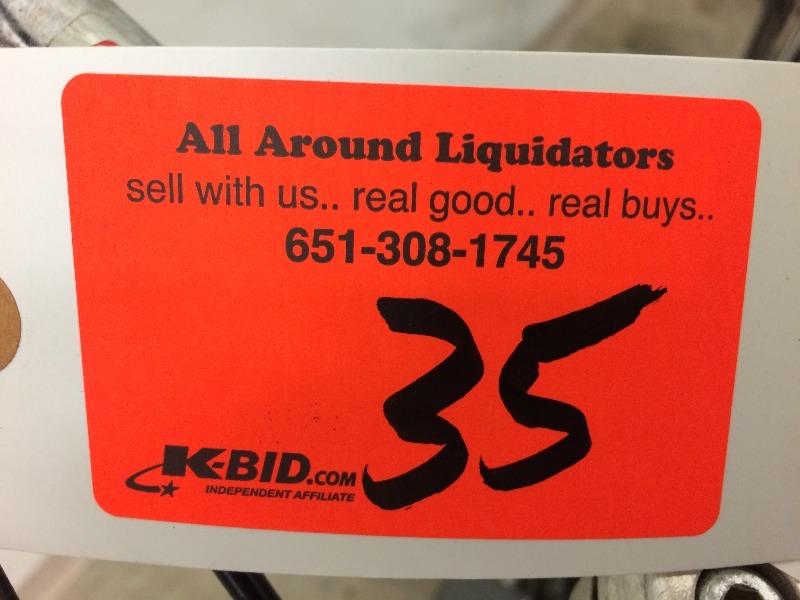 All Around Liquidators
sell with us.. real good.. real buys..
651-308-1745
35
K-BID.COM
INDEPENDENT AFFILIATE